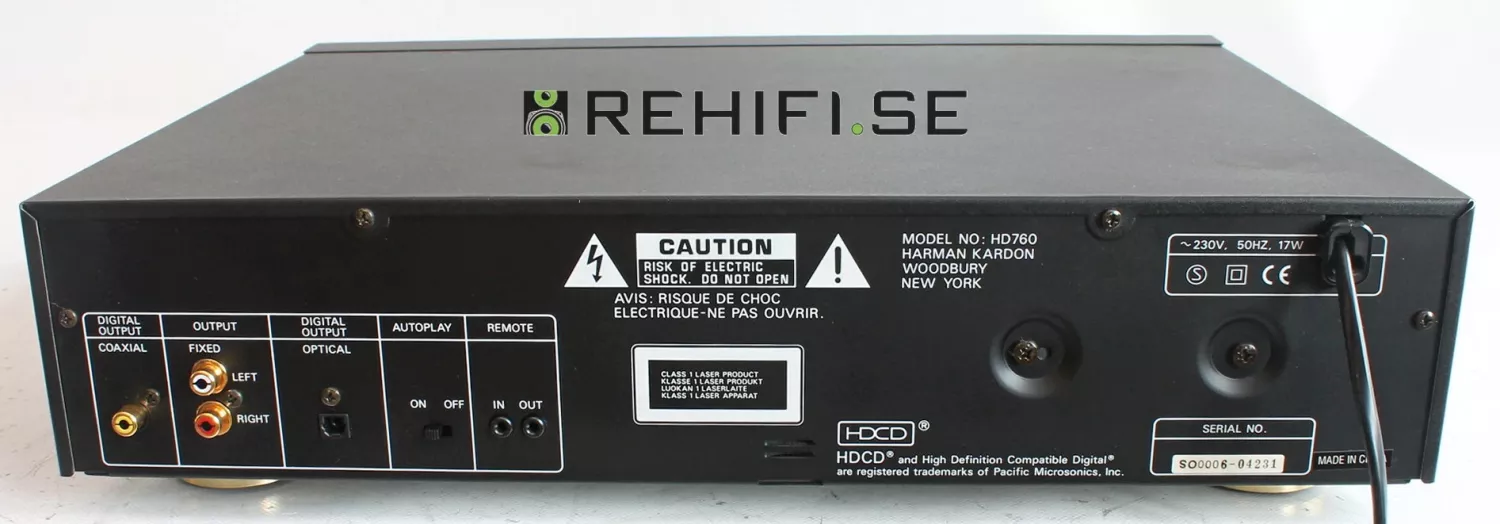 REHIFI.SE
CAUTION
RISK OF ELECTRIC
SHOCK. DO NOT OPEN
AVIS: RISQUE DE CHOC
ELECTRIQUE-NE PAS OUVRIR.
MODEL NO: HD760
HARMAN KARDON
WOODBURY
NEW YORK
~230V, 50HZ, 17W
S CE
DIGITAL OUTPUT
COAXIAL
OUTPUT
FIXED
LEFT
RIGHT
DIGITAL OUTPUT
OPTICAL
AUTOPLAY
ON OFF
REMOTE
IN OUT
CLASS 1 LASER PRODUCT
KLASSE 1 LASER PRODUKT
LUOKAN 1 LASERLAITE
KLASS 1 LASER APPARAT
HDCD®
HDCD® and High Definition Compatible Digital®
are registered trademarks of Pacific Microsonics, Inc.
SERIAL NO.
SO0006-04231
MADE IN